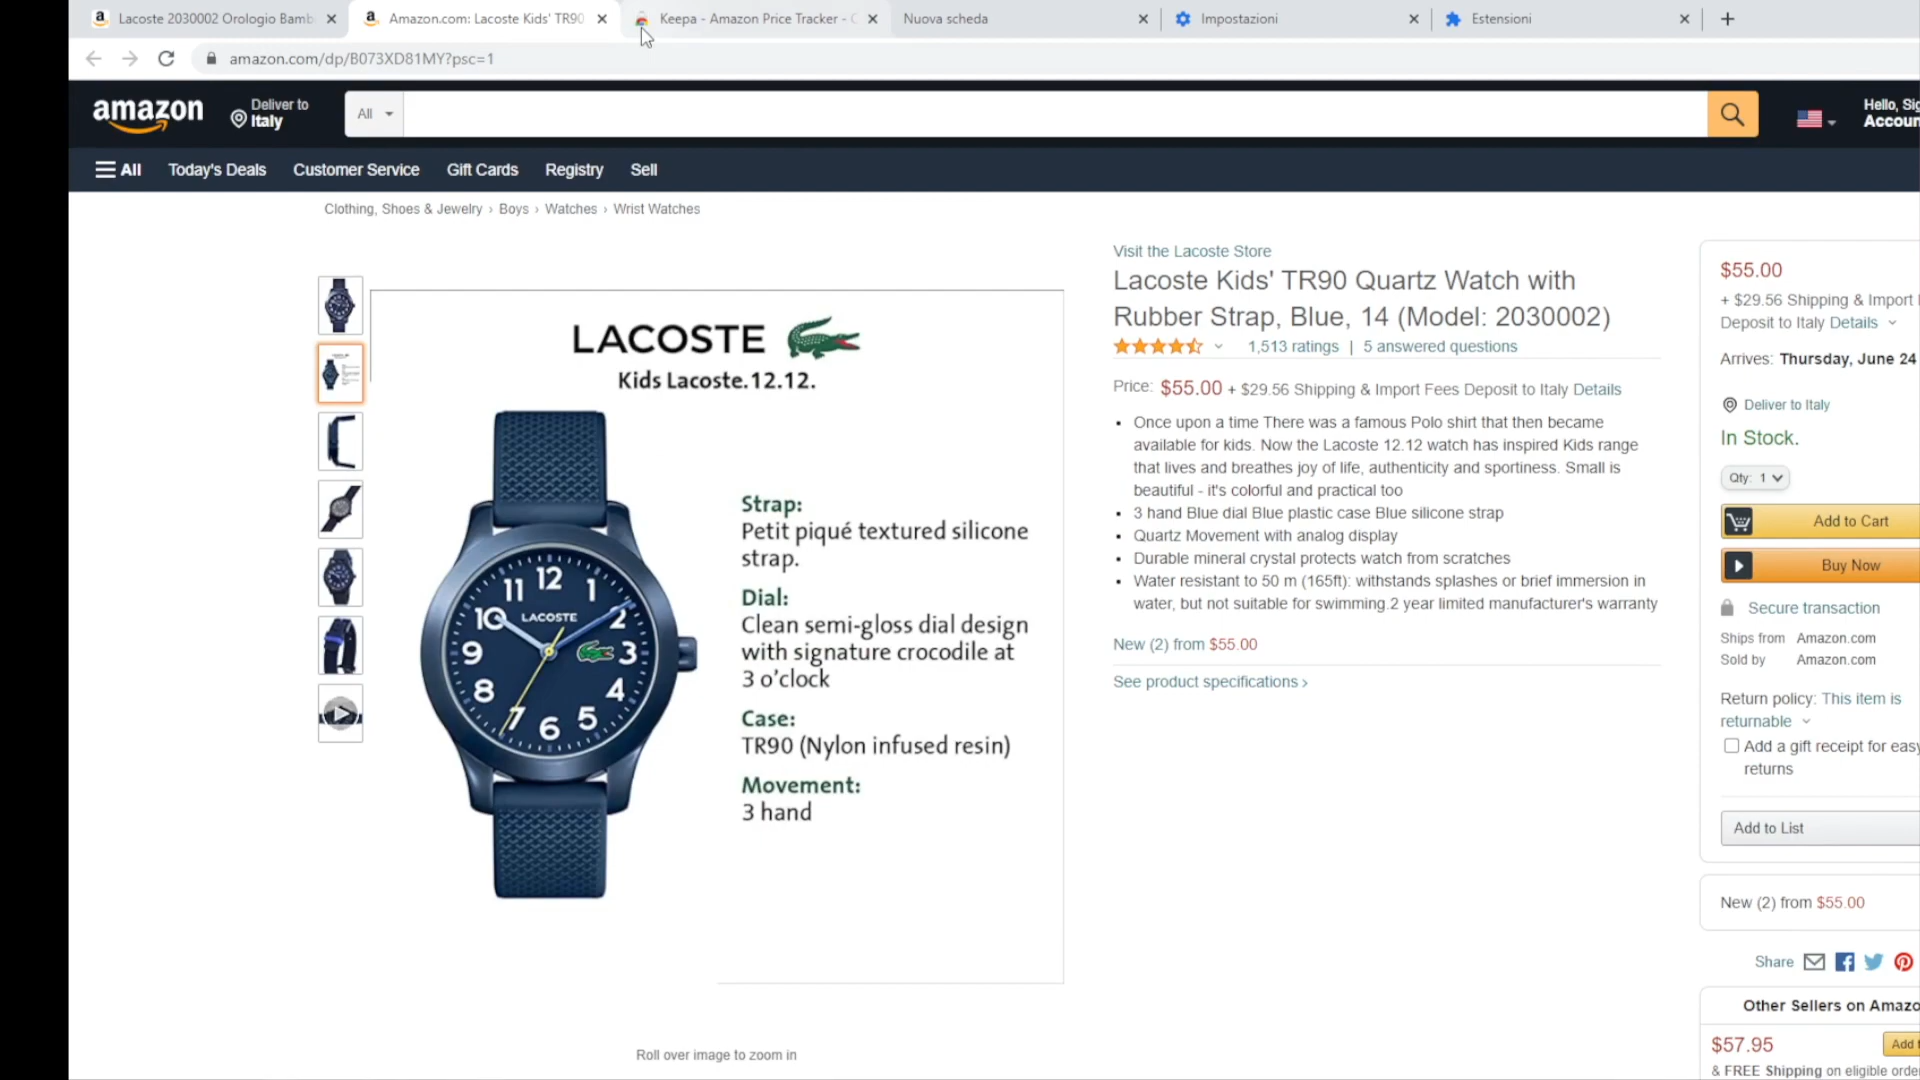 Lacoste 2030002 Orologio Bamb
Amazon.com: Lacoste Kids' TR90
Keepa - Amazon Price Tracker - C
Nuova scheda
Impostazioni
Estensioni
amazon.com/dp/B073XD81MY?psc=1
amazon
Deliver to
Italy
All
Hello, Sig
Accoun
All
Today's Deals
Customer Service
Gift Cards
Registry
Sell
Clothing, Shoes & Jewelry › Boys › Watches › Wrist Watches
LACOSTE
Kids Lacoste.12.12.
Strap:
Petit piqué textured silicone
strap.
Dial:
Clean semi-gloss dial design
with signature crocodile at
3 o'clock
Case:
TR90 (Nylon infused resin)
Movement:
3 hand
12
1
2
3
4
5
6
7
8
9
10
11
LACOSTE
Roll over image to zoom in
Visit the Lacoste Store
Lacoste Kids' TR90 Quartz Watch with
Rubber Strap, Blue, 14 (Model: 2030002)
1,513 ratings | 5 answered questions
Price: $55.00 + $29.56 Shipping & Import Fees Deposit to Italy Details
• Once upon a time There was a famous Polo shirt that then became
available for kids. Now the Lacoste 12.12 watch has inspired Kids range
that lives and breathes joy of life, authenticity and sportiness. Small is
beautiful - it's colorful and practical too
• 3 hand Blue dial Blue plastic case Blue silicone strap
• Quartz Movement with analog display
• Durable mineral crystal protects watch from scratches
• Water resistant to 50 m (165ft): withstands splashes or brief immersion in
water, but not suitable for swimming.2 year limited manufacturer's warranty
New (2) from $55.00
See product specifications ›
$55.00
+ $29.56 Shipping & Import
Deposit to Italy Details
Arrives: Thursday, June 24
Deliver to Italy
In Stock.
Qty: 1
Add to Cart
Buy Now
Secure transaction
Ships from Amazon.com
Sold by Amazon.com
Return policy: This item is
returnable
Add a gift receipt for easy
returns
Add to List
New (2) from $55.00
Share
Other Sellers on Amazo
$57.95
Add t
& FREE Shipping on eligible orde